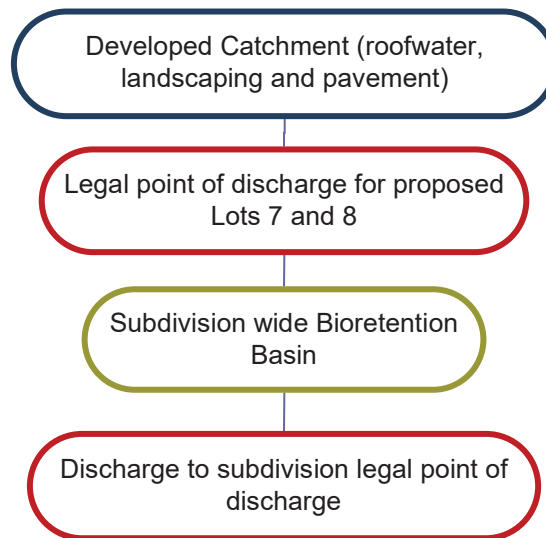 Developed Catchment (roofwater,
landscaping and pavement)
Legal point of discharge for proposed
Lots 7 and 8
Subdivision wide Bioretention
Basin
Discharge to subdivision legal point of
discharge